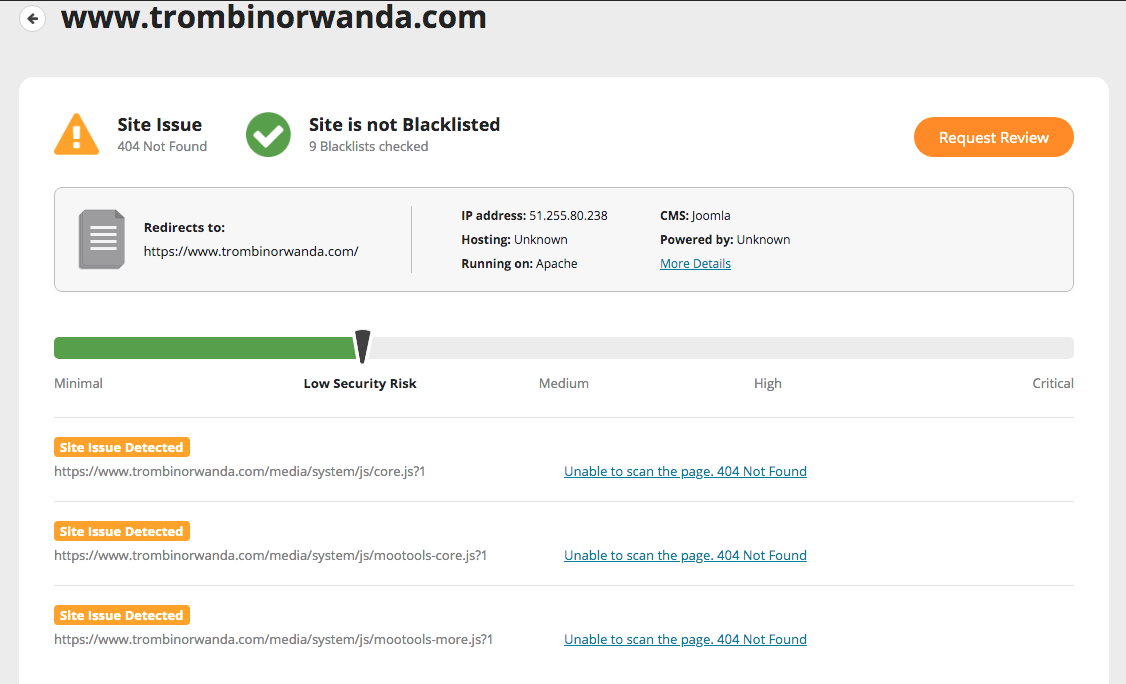 www.trombinorwanda.com
Site Issue
404 Not Found
Site is not Blacklisted
9 Blacklists checked
Request Review
Redirects to:
https://www.trombinorwanda.com/
IP address: 51.255.80.238
Hosting: Unknown
Running on: Apache
CMS: Joomla
Powered by: Unknown
More Details
Minimal
Low Security Risk
Medium
High
Critical
Site Issue Detected
https://www.trombinorwanda.com/media/system/js/core.js?1
Unable to scan the page. 404 Not Found
Site Issue Detected
https://www.trombinorwanda.com/media/system/js/mootools-core.js?1
Unable to scan the page. 404 Not Found
Site Issue Detected
https://www.trombinorwanda.com/media/system/js/mootools-more.js?1
Unable to scan the page. 404 Not Found